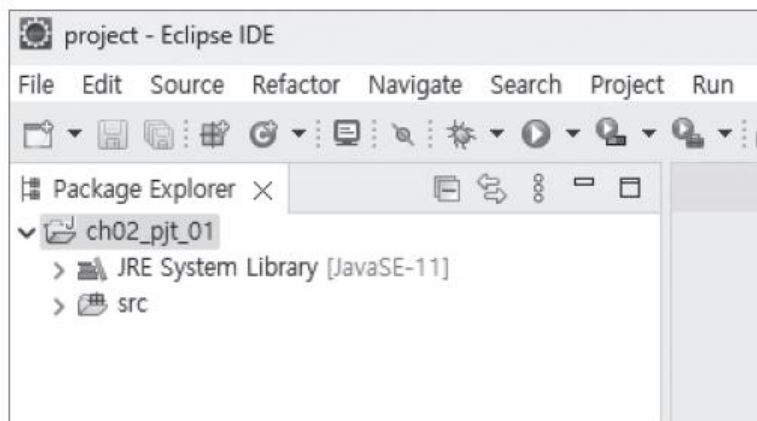 project - Eclipse IDE
File Edit Source Refactor Navigate Search Project Run
Package Explorer
ch02_pjt_01
JRE System Library [JavaSE-11]
src